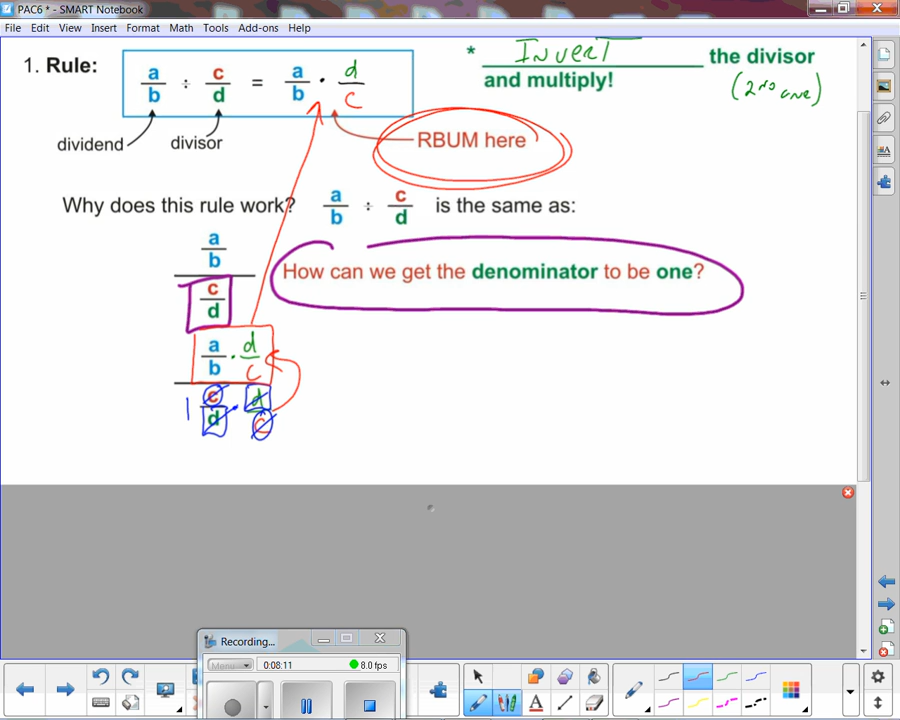 PAC6 * - SMART Notebook
File Edit View Insert Format Math Tools Add-ons Help
1. Rule: a/b ÷ c/d = a/b · d/c
* Invert the divisor
and multiply! (2nd one)
dividend divisor
RBUM here
Why does this rule work? a/b ÷ c/d is the same as:
a
b
How can we get the denominator to be one?
c
d
a/b · d/c
1 c/d · d/c
Recording...
Menu 0:08:11 8.0 fps
A